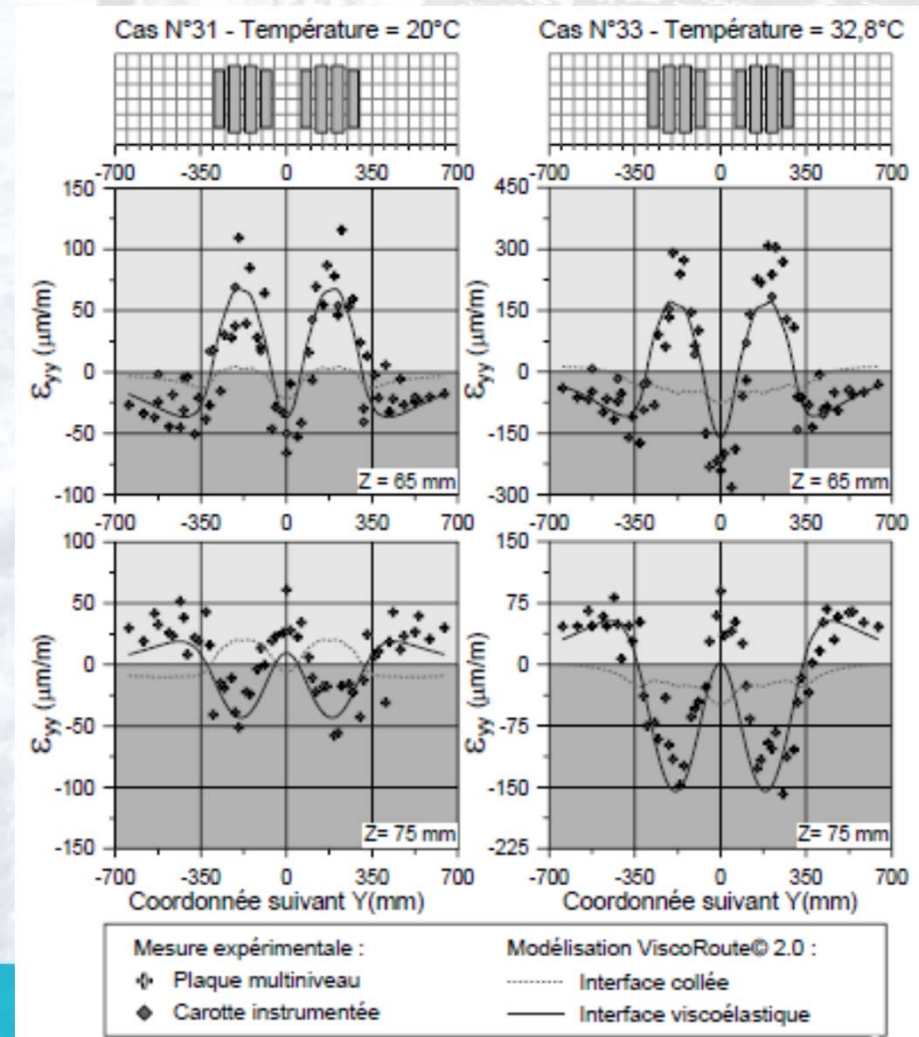 Cas N°31 - Température = 20°C
Cas N°33 - Température = 32,8°C
-700 -350 0 350 700
-700 -350 0 350 700
150
100
50
0
-50
-100
εyy (μm/m)
Z = 65 mm
450
300
150
0
-150
-300
εyy (μm/m)
Z = 65 mm
-700 -350 0 350 700
-700 -350 0 350 700
100
50
0
-50
-100
-150
εyy (μm/m)
Z= 75 mm
150
75
0
-75
-150
-225
εyy (μm/m)
Z= 75 mm
-700 -350 0 350 700
-700 -350 0 350 700
Coordonnée suivant Y(mm)
Coordonnée suivant Y(mm)
Mesure expérimentale :
Plaque multiniveau
Carotte instrumentée
Modélisation ViscoRoute© 2.0 :
Interface collée
Interface viscoélastique